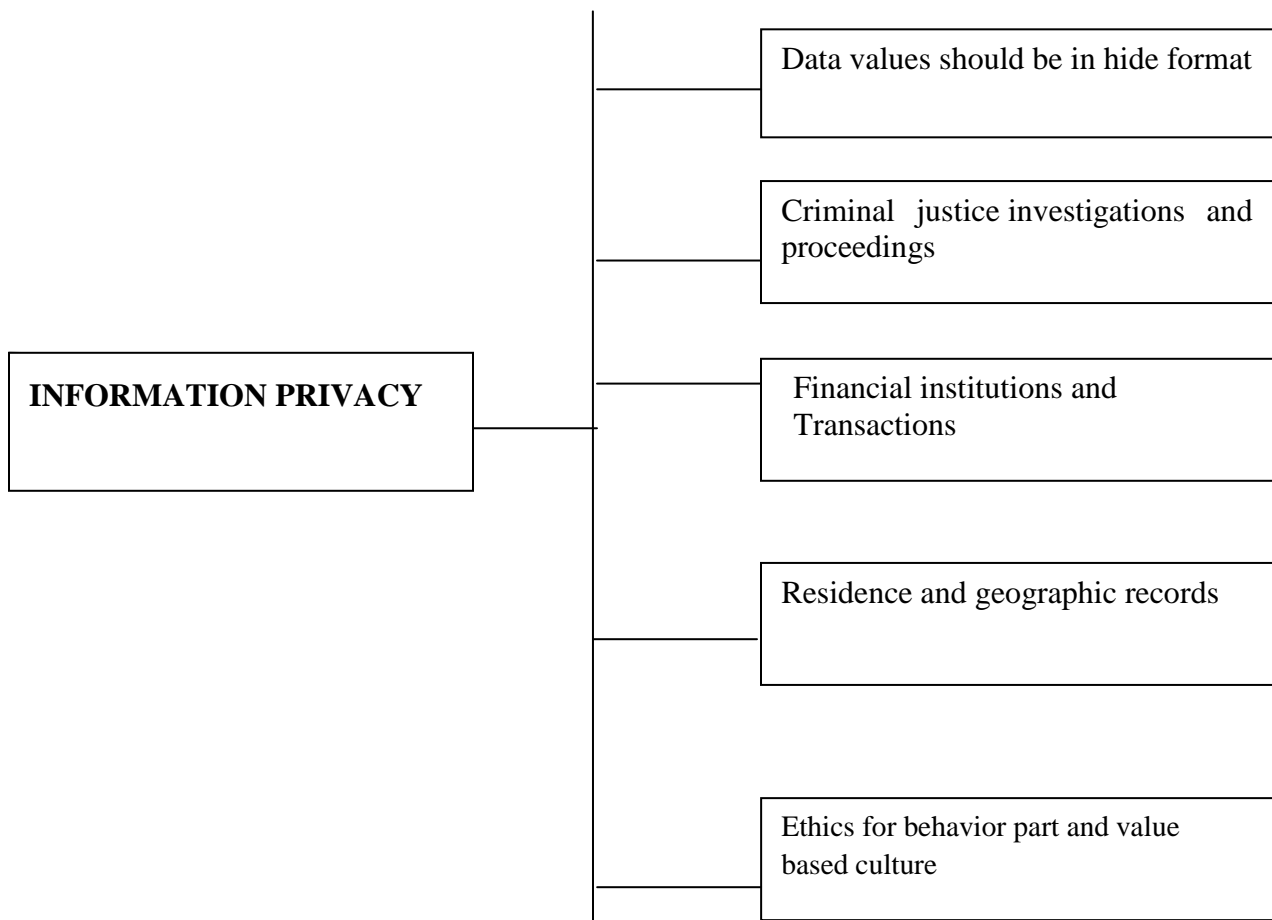 Data values should be in hide format
Criminal justice investigations and
proceedings
INFORMATION PRIVACY
Financial institutions and
Transactions
Residence and geographic records
Ethics for behavior part and value
based culture